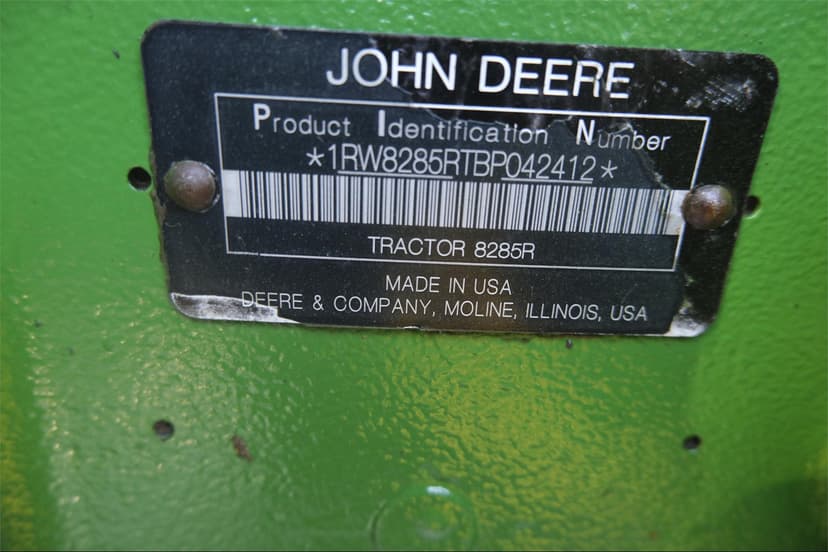 JOHN DEERE
Product Identification Number
*1RW8285RTBP042412*
TRACTOR 8285R
MADE IN USA
DEERE & COMPANY, MOLINE, ILLINOIS, USA